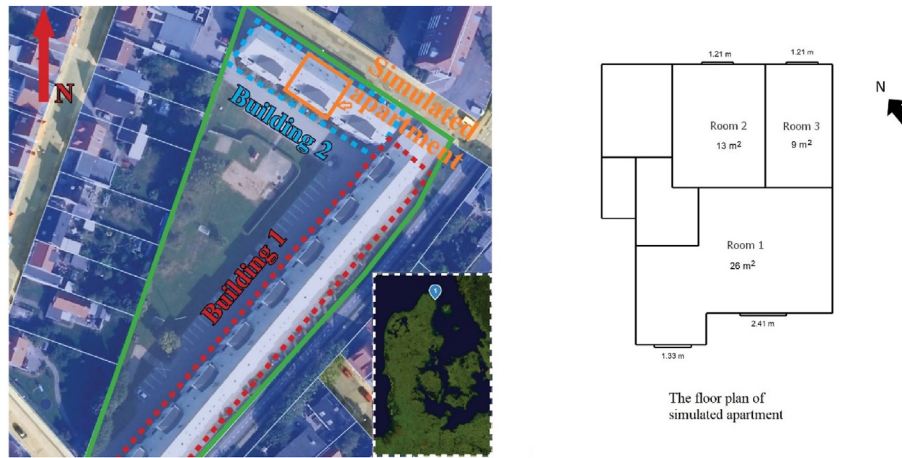 N
Simulated
apartment
Building 2
Building 1
1
1.21 m
1.21 m
N
Room 2
13 m²
Room 3
9 m²
Room 1
26 m²
2.41 m
1.33 m
The floor plan of
simulated apartment